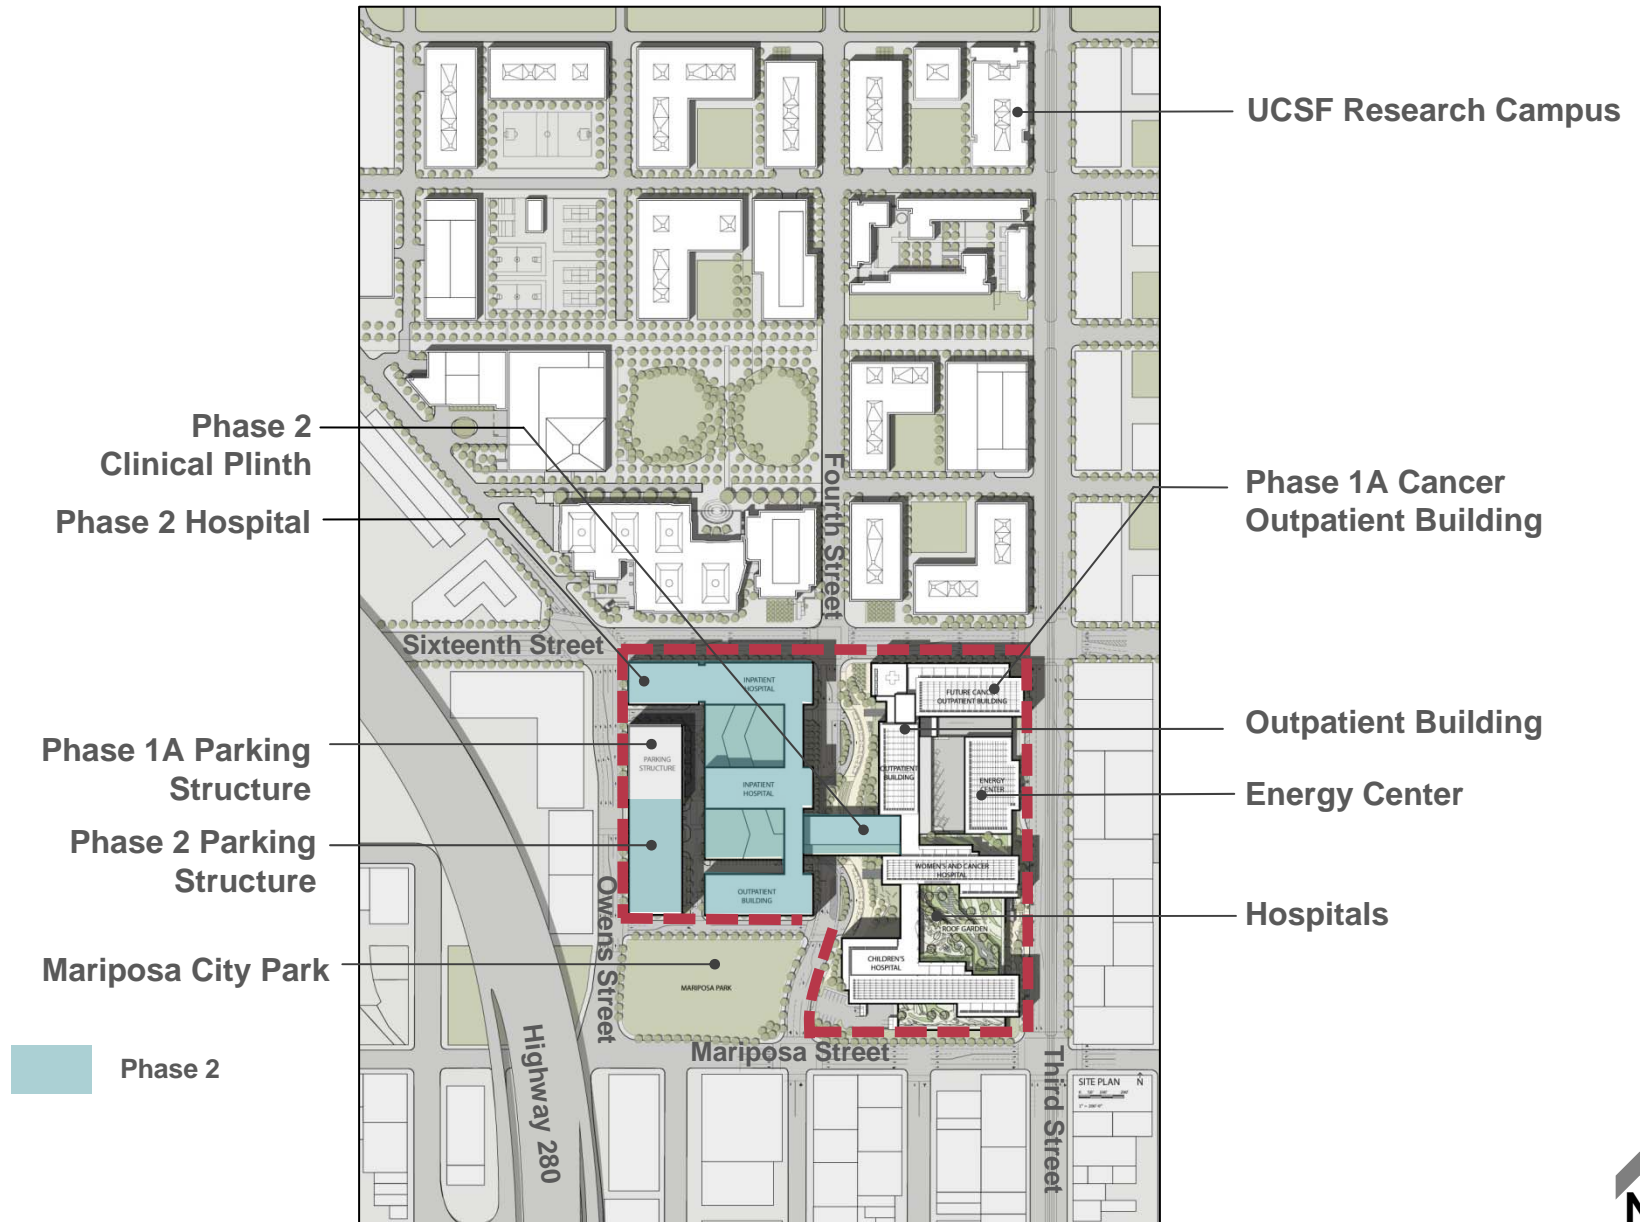 UCSF Research Campus
Phase 2
Clinical Plinth
Phase 2 Hospital
Phase 1A Cancer
Outpatient Building
Fourth Street
Sixteenth Street
INPATIENT
HOSPITAL
FUTURE CANCER
OUTPATIENT BUILDING
Outpatient Building
Phase 1A Parking
Structure
PARKING
STRUCTURE
INPATIENT
HOSPITAL
OUTPATIENT
BUILDING
ENERGY
CENTER
Energy Center
Phase 2 Parking
Structure
WOMEN'S AND CANCER
HOSPITAL
OUTPATIENT
BUILDING
Owens Street
Hospitals
ROOF GARDEN
CHILDREN'S
HOSPITAL
Mariposa City Park
MARIPOSA PARK
Phase 2
Highway 280
Mariposa Street
Third Street
SITE PLAN
N
N